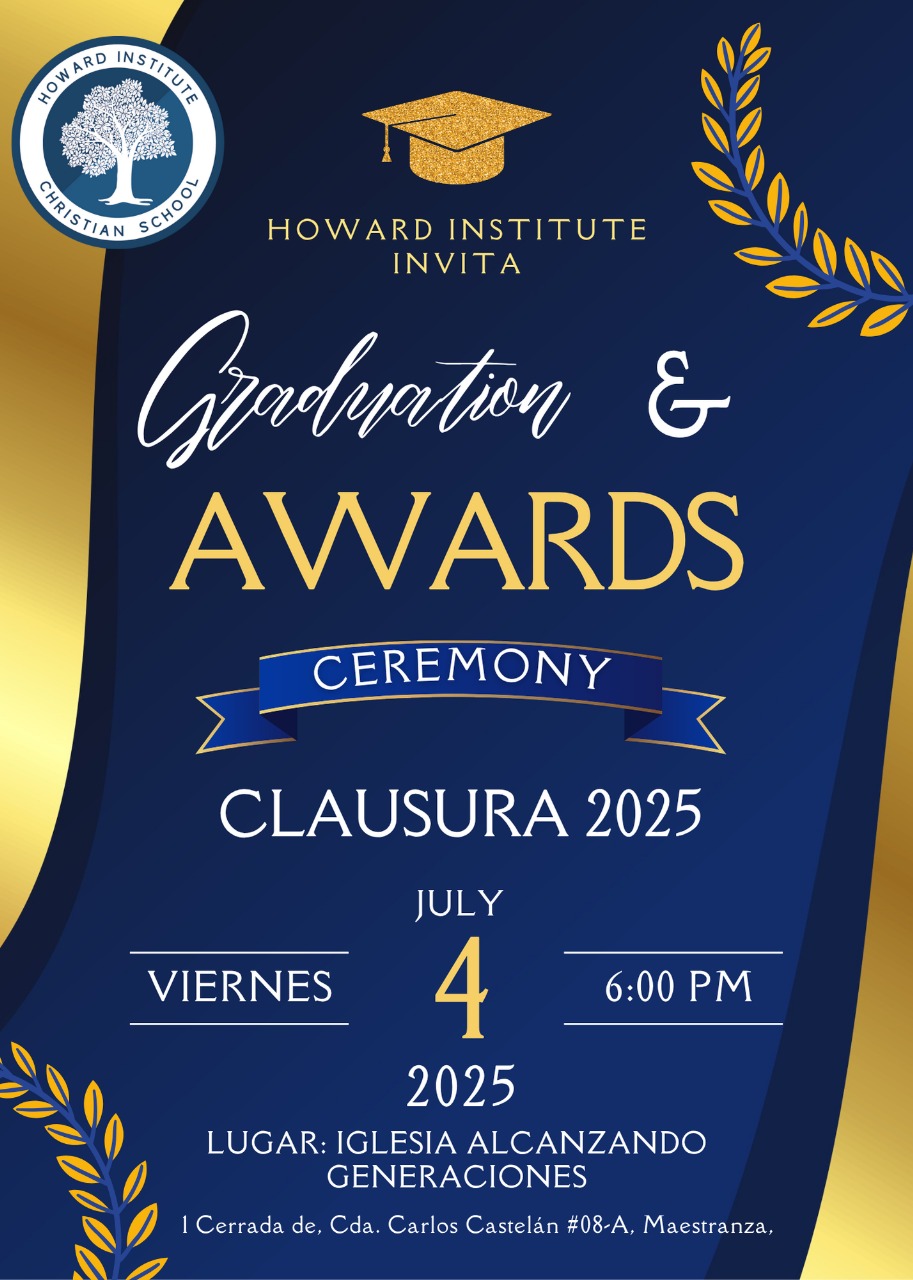 HOWARD INSTITUTE
CHRISTIAN SCHOOL
HOWARD INSTITUTE
INVITA
Graduation &
AWARDS
CEREMONY
CLAUSURA 2025
JULY
VIERNES 4 6:00 PM
2025
LUGAR: IGLESIA ALCANZANDO
GENERACIONES
1 Cerrada de, Cda. Carlos Castelán #08-A, Maestranza,